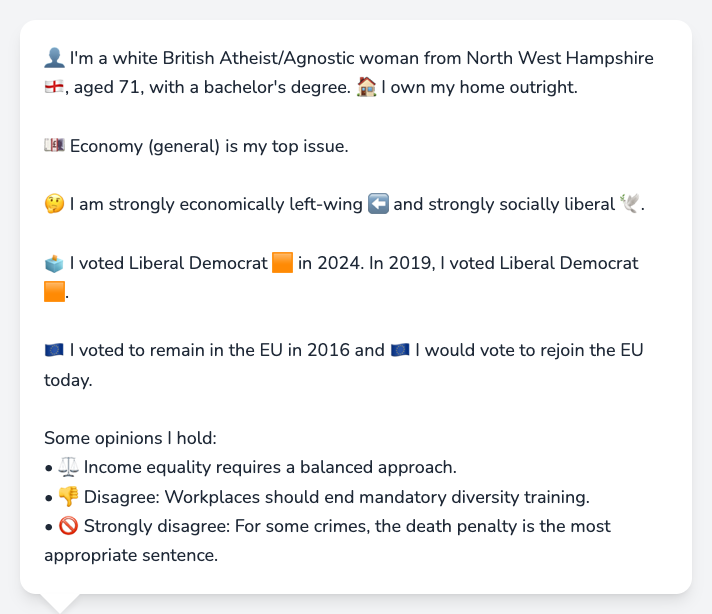 👤 I'm a white British Atheist/Agnostic woman from North West Hampshire
🏴󠁧󠁢󠁥󠁮󠁧󠁿, aged 71, with a bachelor's degree. 🏠 I own my home outright.
💷 Economy (general) is my top issue.
🤔 I am strongly economically left-wing ⬅️ and strongly socially liberal 🕊️.
🗳️ I voted Liberal Democrat 🟧 in 2024. In 2019, I voted Liberal Democrat
🟧.
🇪🇺 I voted to remain in the EU in 2016 and 🇪🇺 I would vote to rejoin the EU
today.
Some opinions I hold:
• ⚖️ Income equality requires a balanced approach.
• 👎 Disagree: Workplaces should end mandatory diversity training.
• 🚫 Strongly disagree: For some crimes, the death penalty is the most
appropriate sentence.